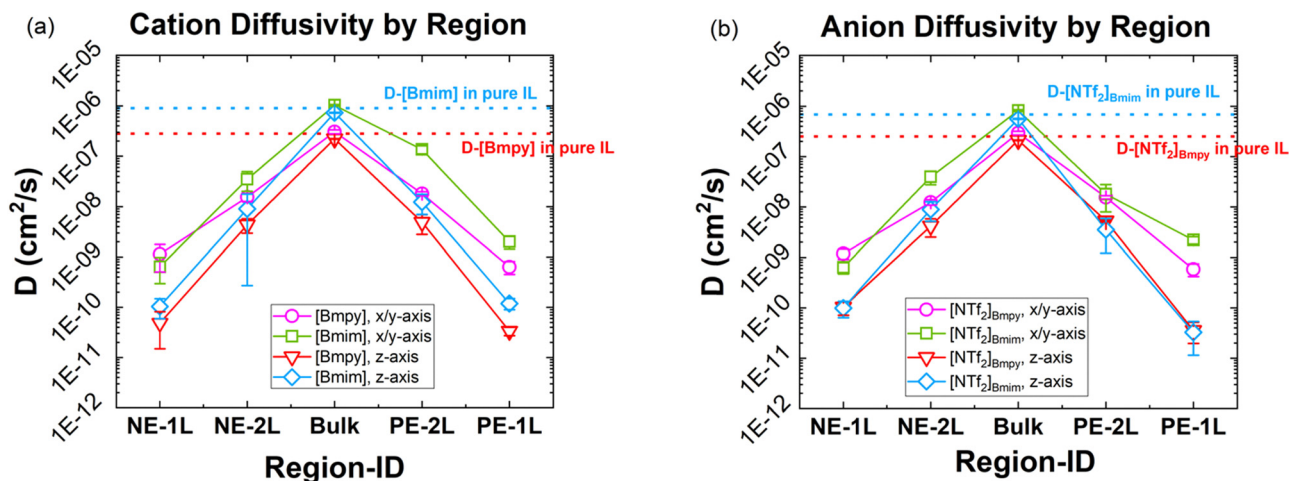 (a) Cation Diffusivity by Region
D (cm²/s)
1E-05
1E-06
1E-07
1E-08
1E-09
1E-10
1E-11
1E-12
D-[Bmim] in pure IL
D-[Bmpy] in pure IL
[Bmpy], x/y-axis
[Bmim], x/y-axis
[Bmpy], z-axis
[Bmim], z-axis
NE-1L NE-2L Bulk PE-2L PE-1L
Region-ID
(b) Anion Diffusivity by Region
D (cm²/s)
1E-05
1E-06
1E-07
1E-08
1E-09
1E-10
1E-11
1E-12
D-[NTf₂]Bmim in pure IL
D-[NTf₂]Bmpy in pure IL
[NTf₂]Bmpy, x/y-axis
[NTf₂]Bmim, x/y-axis
[NTf₂]Bmpy, z-axis
[NTf₂]Bmim, z-axis
NE-1L NE-2L Bulk PE-2L PE-1L
Region-ID